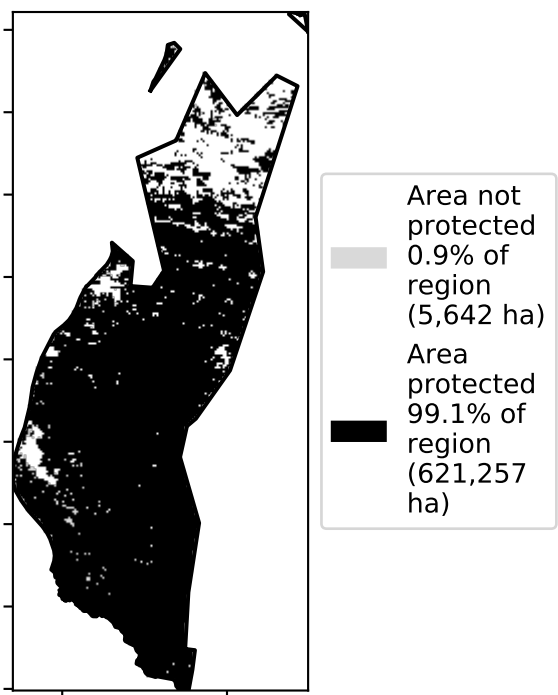 Area not
protected
0.9% of
region
(5,642 ha)
Area
protected
99.1% of
region
(621,257
ha)